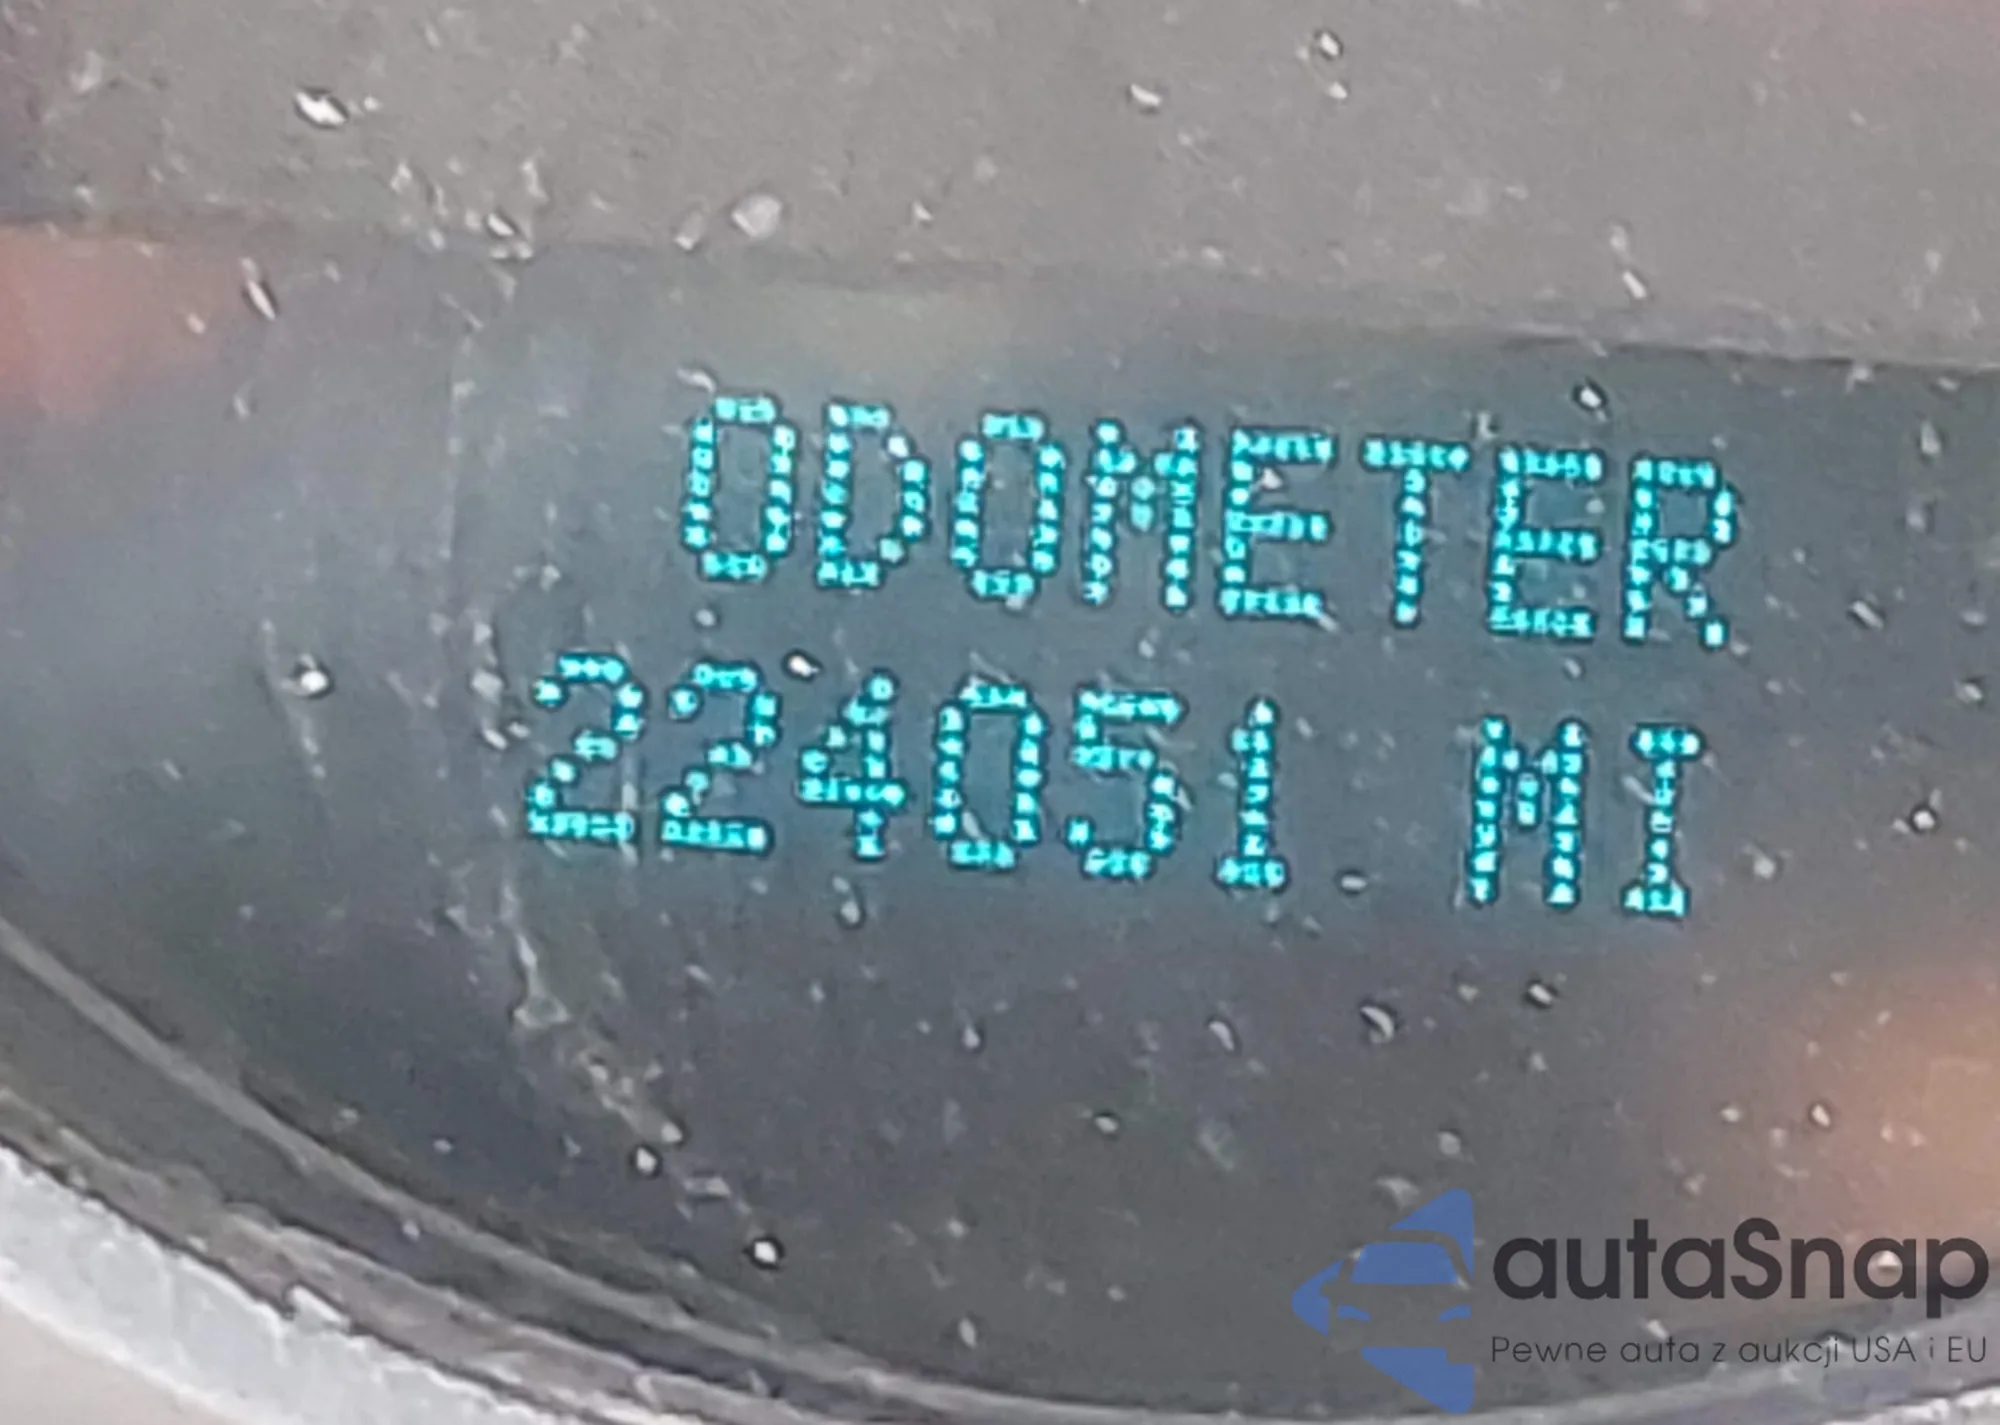 ODOMETER
224051 MI
autaSnap
Pewne auta z aukcji USA i EU